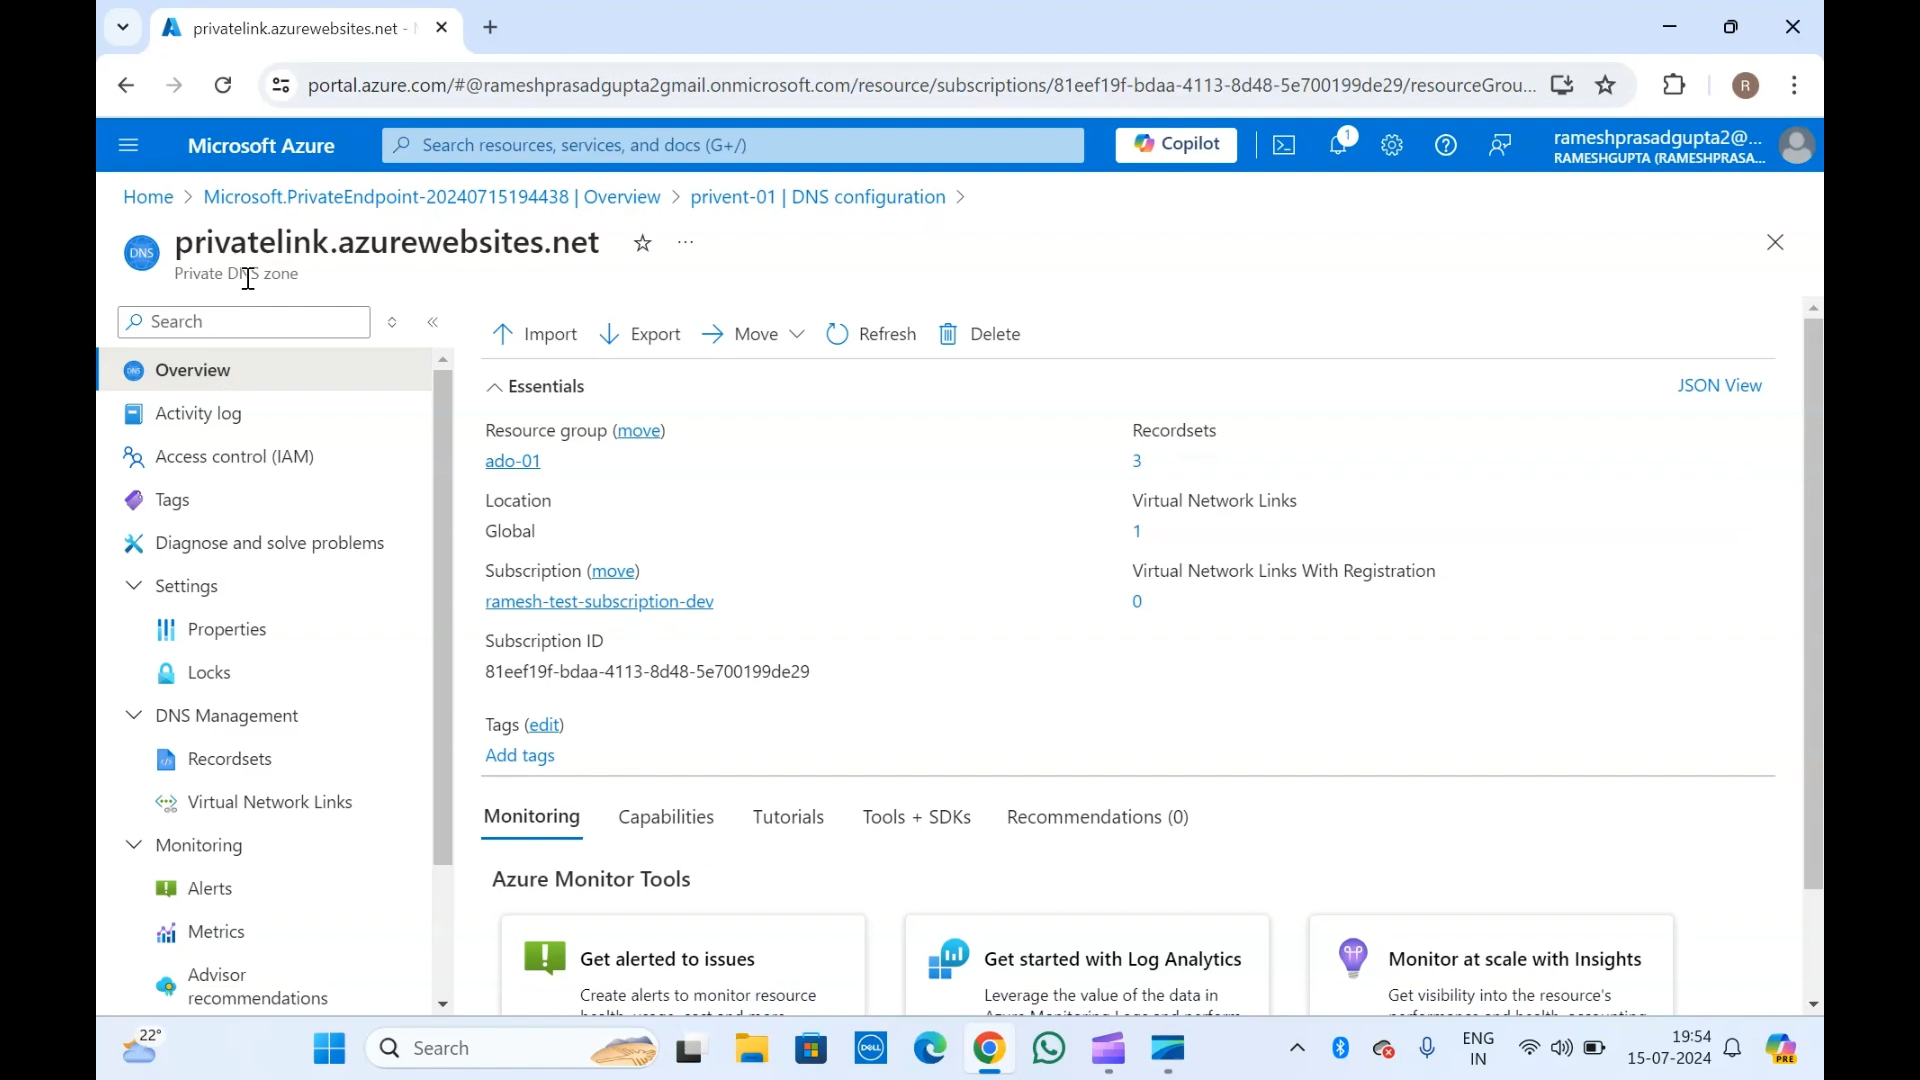 privatelink.azurewebsites.net -
portal.azure.com/#@rameshprasadgupta2gmail.onmicrosoft.com/resource/subscriptions/81eef19f-bdaa-4113-8d48-5e700199de29/resourceGrou...
R
Microsoft Azure
Search resources, services, and docs (G+/)
Copilot
1
rameshprasadgupta2@...
RAMESHGUPTA (RAMESHPRASA...
Home > Microsoft.PrivateEndpoint-20240715194438 | Overview > privent-01 | DNS configuration >
DNS
privatelink.azurewebsites.net
...
Private DNS zone
Search
Import
Export
Move
Refresh
Delete
Overview
Activity log
Access control (IAM)
Tags
Diagnose and solve problems
Settings
Properties
Locks
DNS Management
Recordsets
Virtual Network Links
Monitoring
Alerts
Metrics
Advisor
recommendations
Essentials
JSON View
Resource group (move)
ado-01
Location
Global
Subscription (move)
ramesh-test-subscription-dev
Subscription ID
81eef19f-bdaa-4113-8d48-5e700199de29
Tags (edit)
Add tags
Recordsets
3
Virtual Network Links
1
Virtual Network Links With Registration
0
Monitoring
Capabilities
Tutorials
Tools + SDKs
Recommendations (0)
Azure Monitor Tools
Get alerted to issues
Create alerts to monitor resource
Get started with Log Analytics
Leverage the value of the data in
Monitor at scale with Insights
Get visibility into the resource's
22°
Search
DELL
ENG
IN
19:54
15-07-2024
PRE